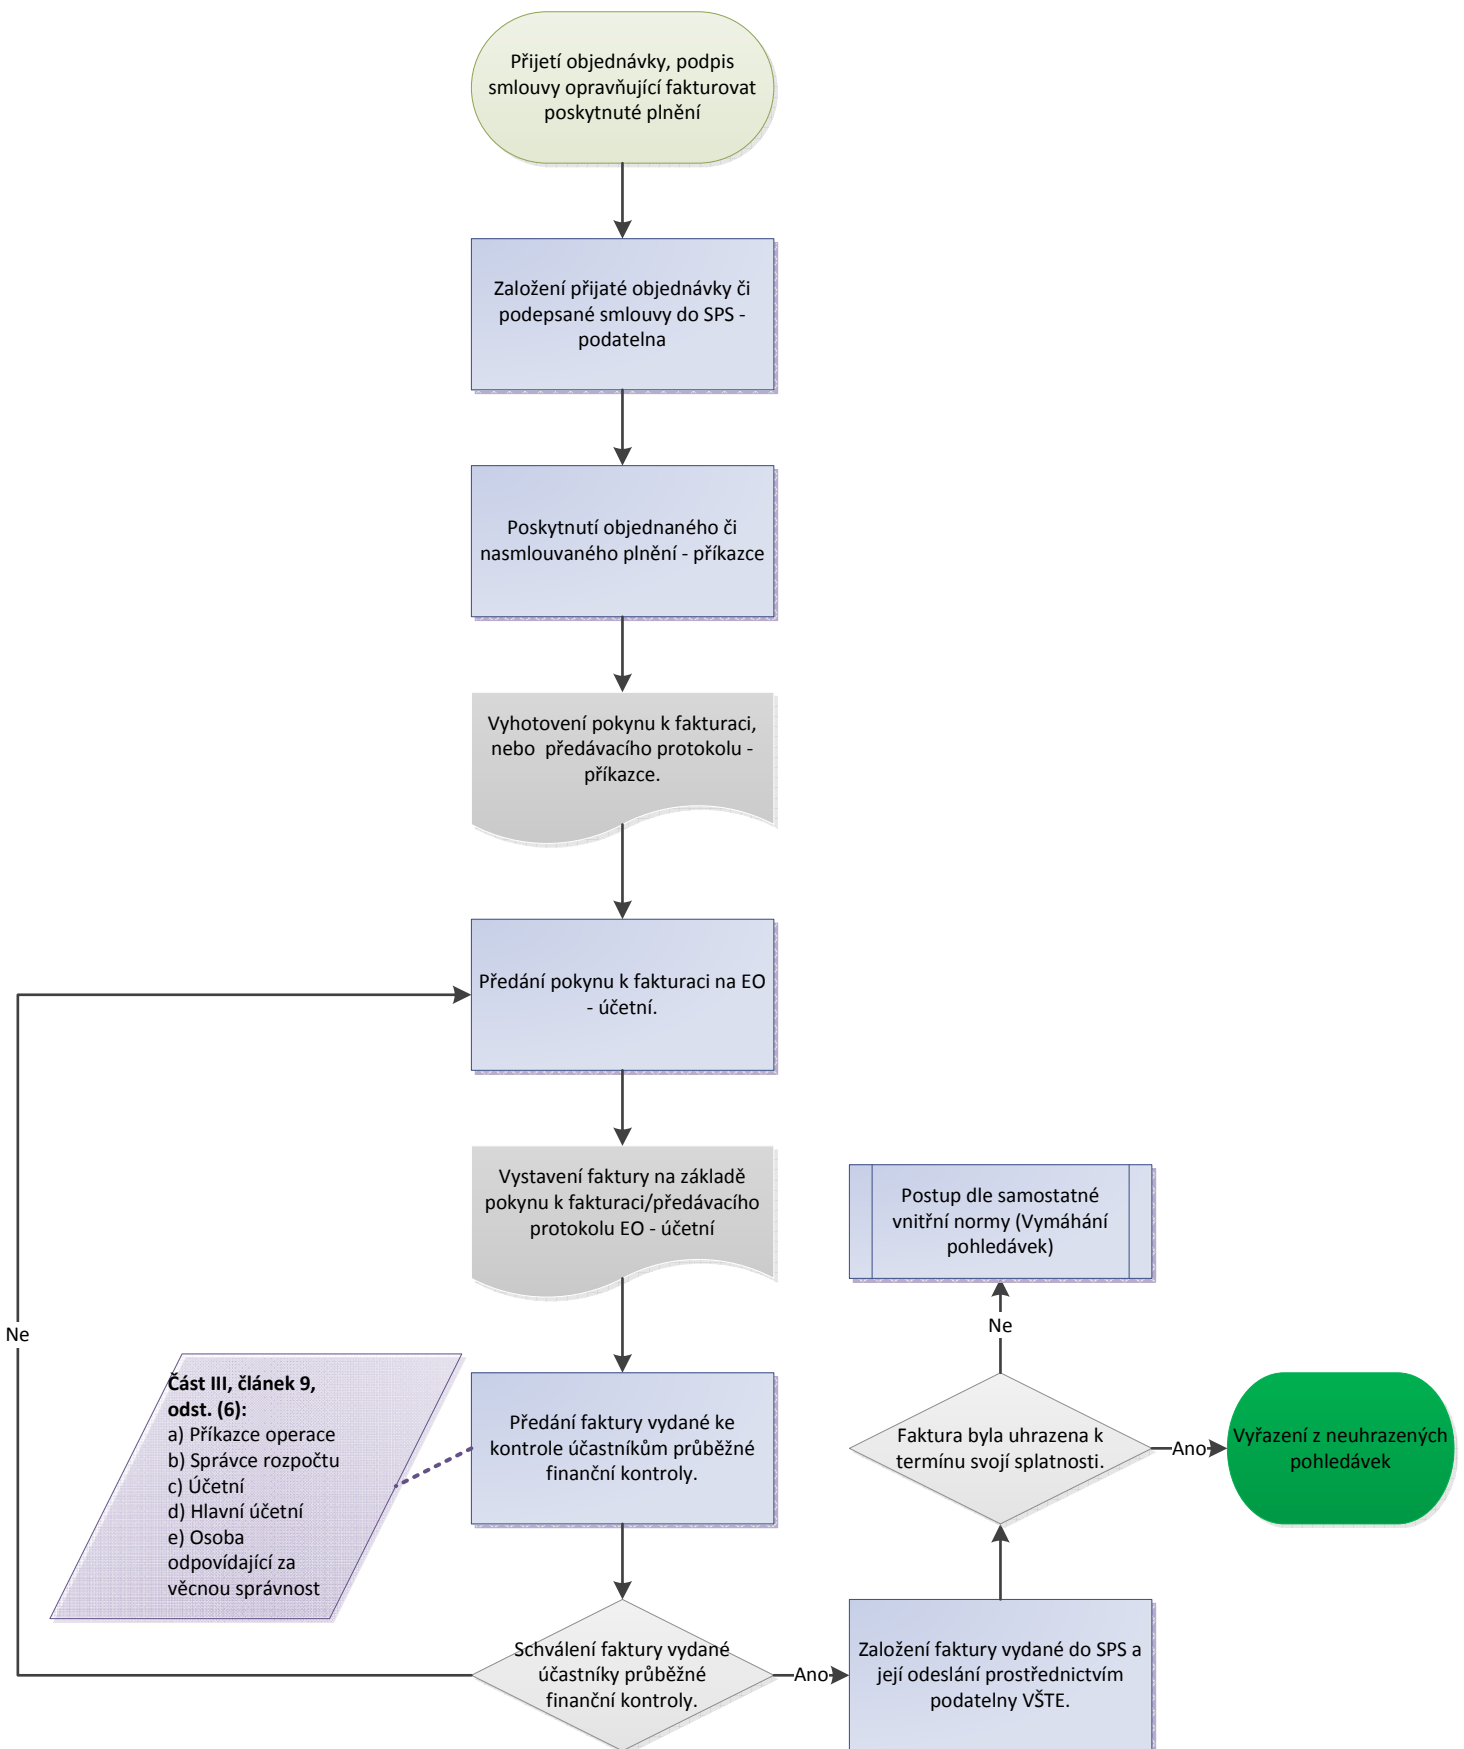 Přijetí objednávky, podpis
smlouvy opravňující fakturovat
poskytnuté plnění
Založení přijaté objednávky či
podepsané smlouvy do SPS -
podatelna
Poskytnutí objednaného či
nasmlouvaného plnění - příkazce
Vyhotovení pokynu k fakturaci,
nebo předávacího protokolu -
příkazce.
Předání pokynu k fakturaci na EO
- účetní.
Vystavení faktury na základě
pokynu k fakturaci/předávacího
protokolu EO - účetní
Postup dle samostatné
vnitřní normy (Vymáhání
pohledávek)
Ne
Ne
Část III, článek 9,
odst. (6):
a) Příkazce operace
b) Správce rozpočtu
c) Účetní
d) Hlavní účetní
e) Osoba
odpovídající za
věcnou správnost
Předání faktury vydané ke
kontrole účastníkům průběžné
finanční kontroly.
Faktura byla uhrazena k
termínu svojí splatnosti.
Ano
Vyřazení z neuhrazených
pohledávek
Schválení faktury vydané
účastníky průběžné
finanční kontroly.
Ano
Založení faktury vydané do SPS a
její odeslání prostřednictvím
podatelny VŠTE.